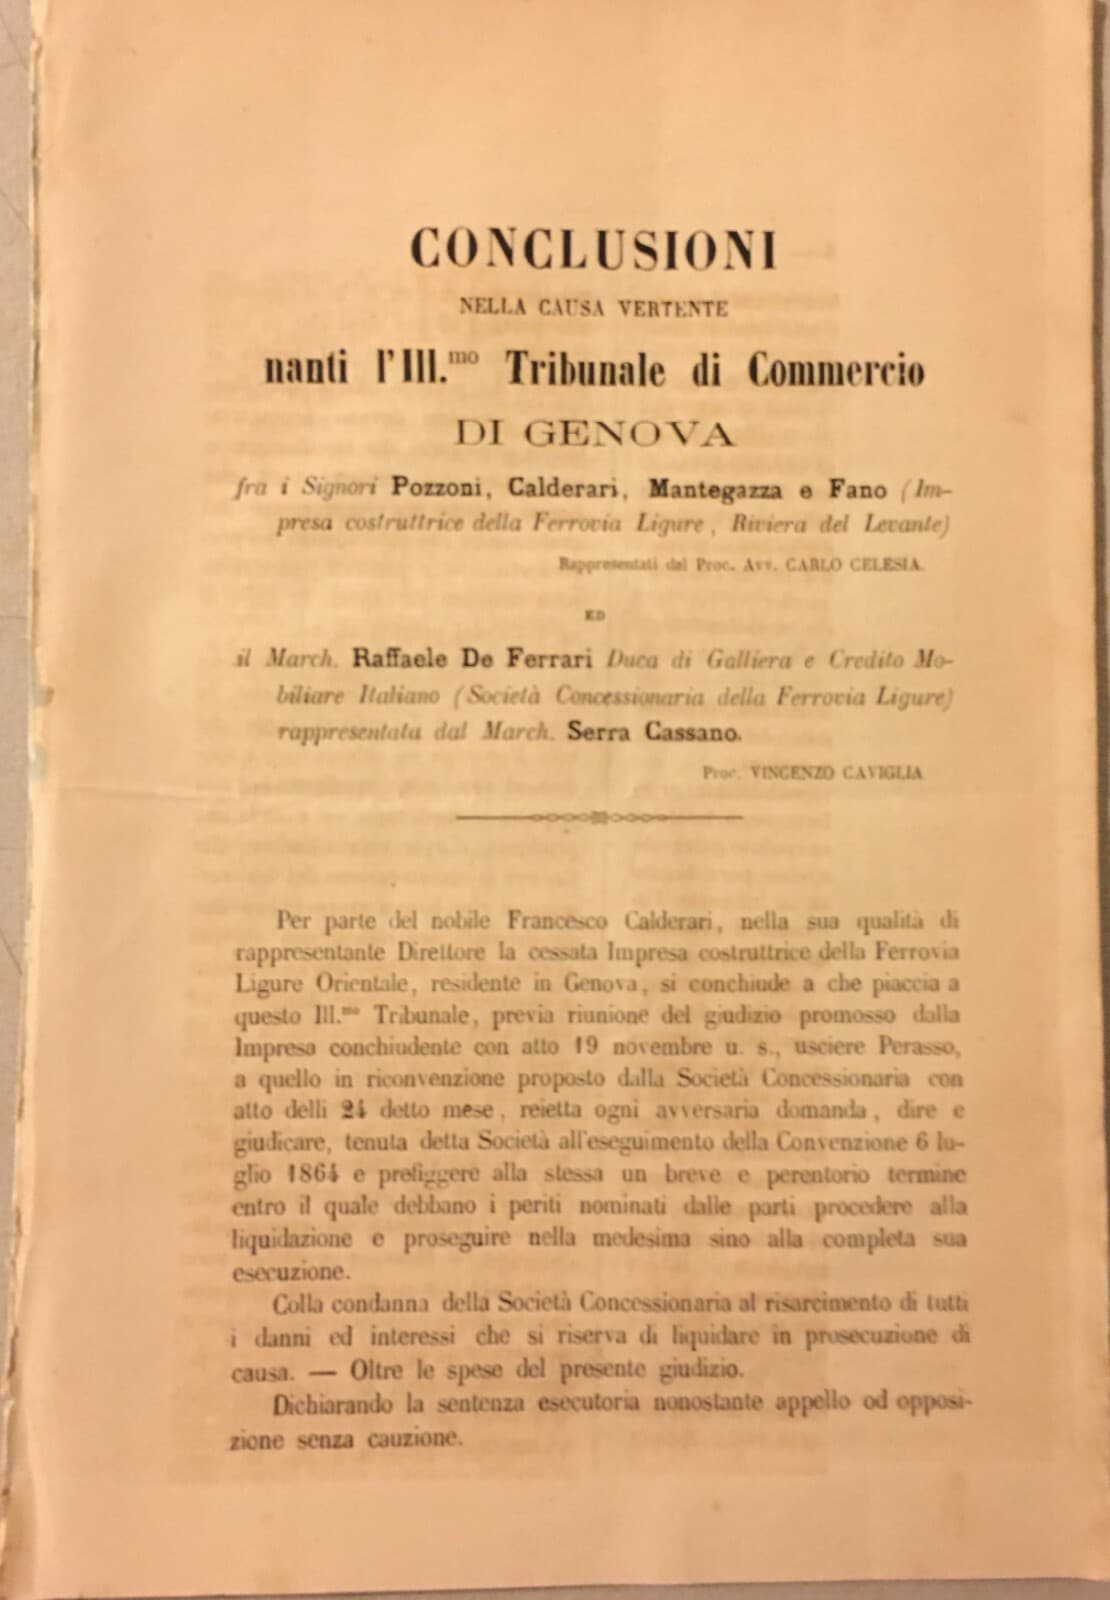 CONCLUSIONI
NELLA CAUSA VERTENTE
nanti l'Ill.mo Tribunale di Commercio
DI GENOVA
fra i Signori Pozzoni, Calderari, Mantegazza e Fano (Im-
presa costruttrice della Ferrovia Ligure, Riviera del Levante)
Rappresentati dal Proc. Avv. CARLO CELESIA.
ED
il March. Raffaele De Ferrari Duca di Galliera e Credito Mo-
biliare Italiano (Società Concessionaria della Ferrovia Ligure)
rappresentata dal March. Serra Cassano.
Proc. VINCENZO CAVIGLIA
Per parte del nobile Francesco Calderari, nella sua qualità di
rappresentante Direttore la cessata Impresa costruttrice della Ferrovia
Ligure Orientale, residente in Genova, si conchiude a che piaccia a
questo Ill.mo Tribunale, previa riunione del giudizio promosso dalla
Impresa conchiudente con atto 19 novembre u. s., usciere Perasso,
a quello in riconvenzione proposto dalla Società Concessionaria con
atto delli 24 detto mese, reietta ogni avversaria domanda, dire e
giudicare, tenuta detta Società all'eseguimento della Convenzione 6 lu-
glio 1864 e prefiggere alla stessa un breve e perentorio termine
entro il quale debbano i periti nominati dalle parti procedere alla
liquidazione e proseguire nella medesima sino alla completa sua
esecuzione.
Colla condanna della Società Concessionaria al risarcimento di tutti
i danni ed interessi che si riserva di liquidare in prosecuzione di
causa. — Oltre le spese del presente giudizio.
Dichiarando la sentenza esecutoria nonostante appello od opposi-
zione senza cauzione.